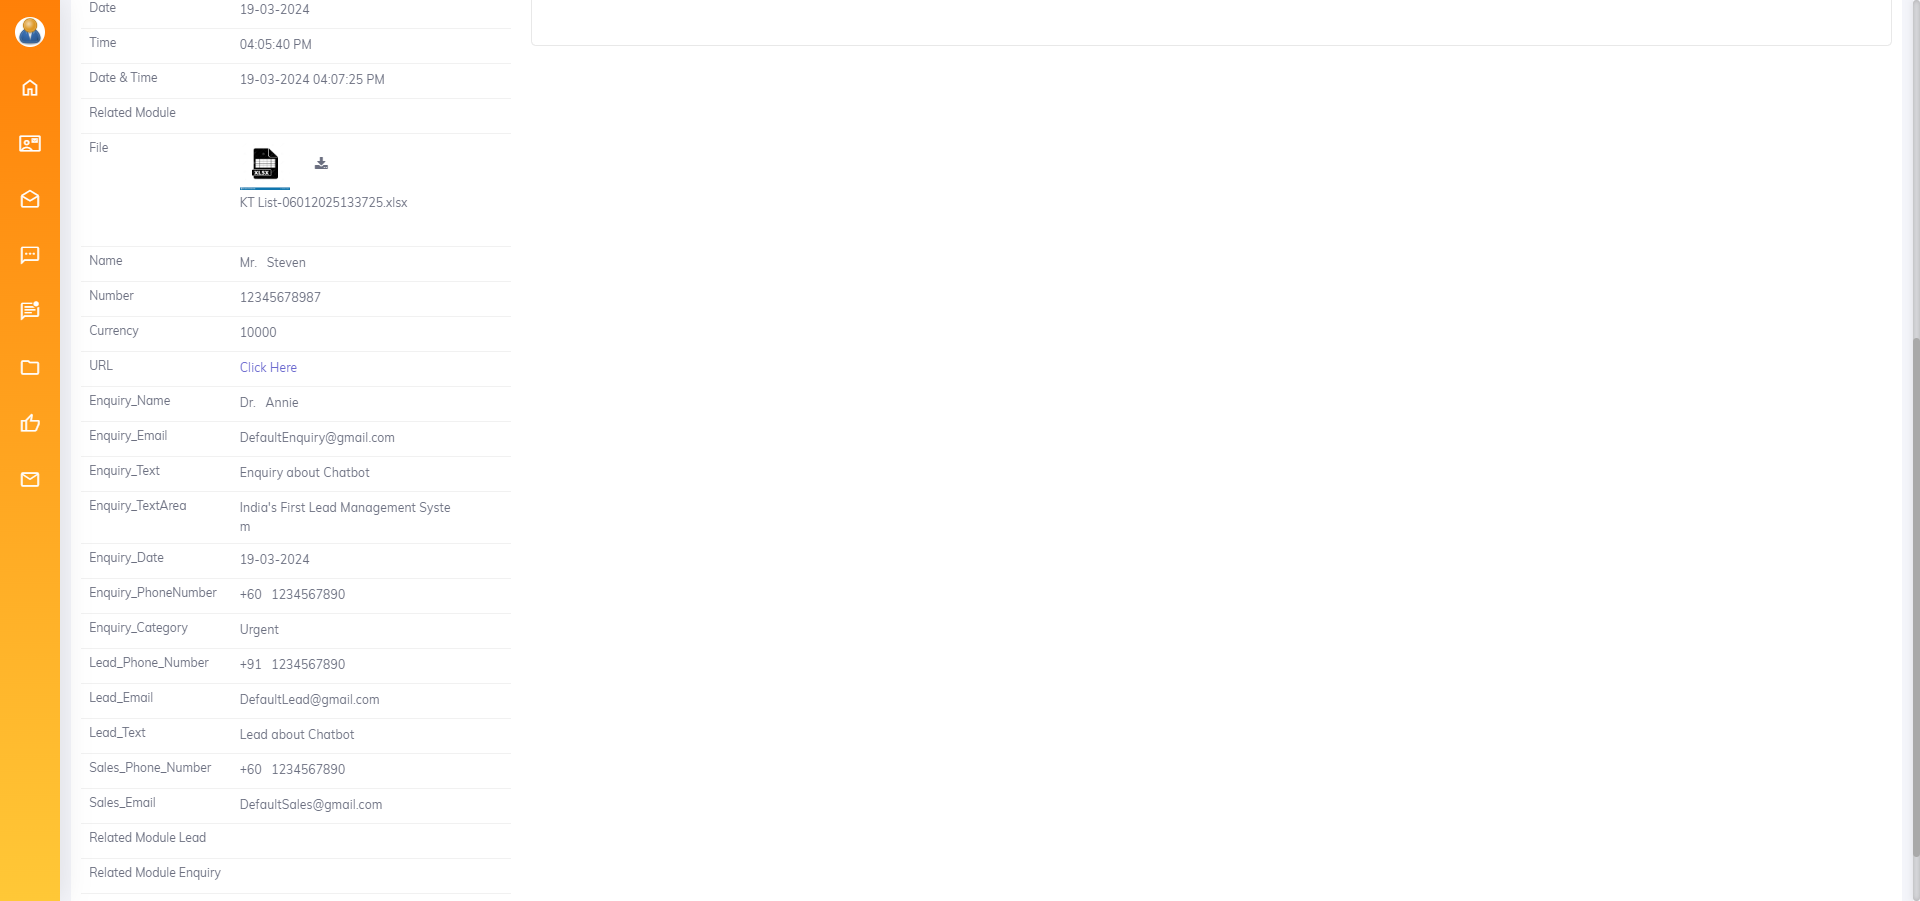 Date 19-03-2024
Time 04:05:40 PM
Date & Time 19-03-2024 04:07:25 PM
Related Module
File
XLSX
KT List-06012025133725.xlsx
Name Mr. Steven
Number 12345678987
Currency 10000
URL Click Here
Enquiry_Name Dr. Annie
Enquiry_Email DefaultEnquiry@gmail.com
Enquiry_Text Enquiry about Chatbot
Enquiry_TextArea India's First Lead Management Syste
m
Enquiry_Date 19-03-2024
Enquiry_PhoneNumber +60 1234567890
Enquiry_Category Urgent
Lead_Phone_Number +91 1234567890
Lead_Email DefaultLead@gmail.com
Lead_Text Lead about Chatbot
Sales_Phone_Number +60 1234567890
Sales_Email DefaultSales@gmail.com
Related Module Lead
Related Module Enquiry